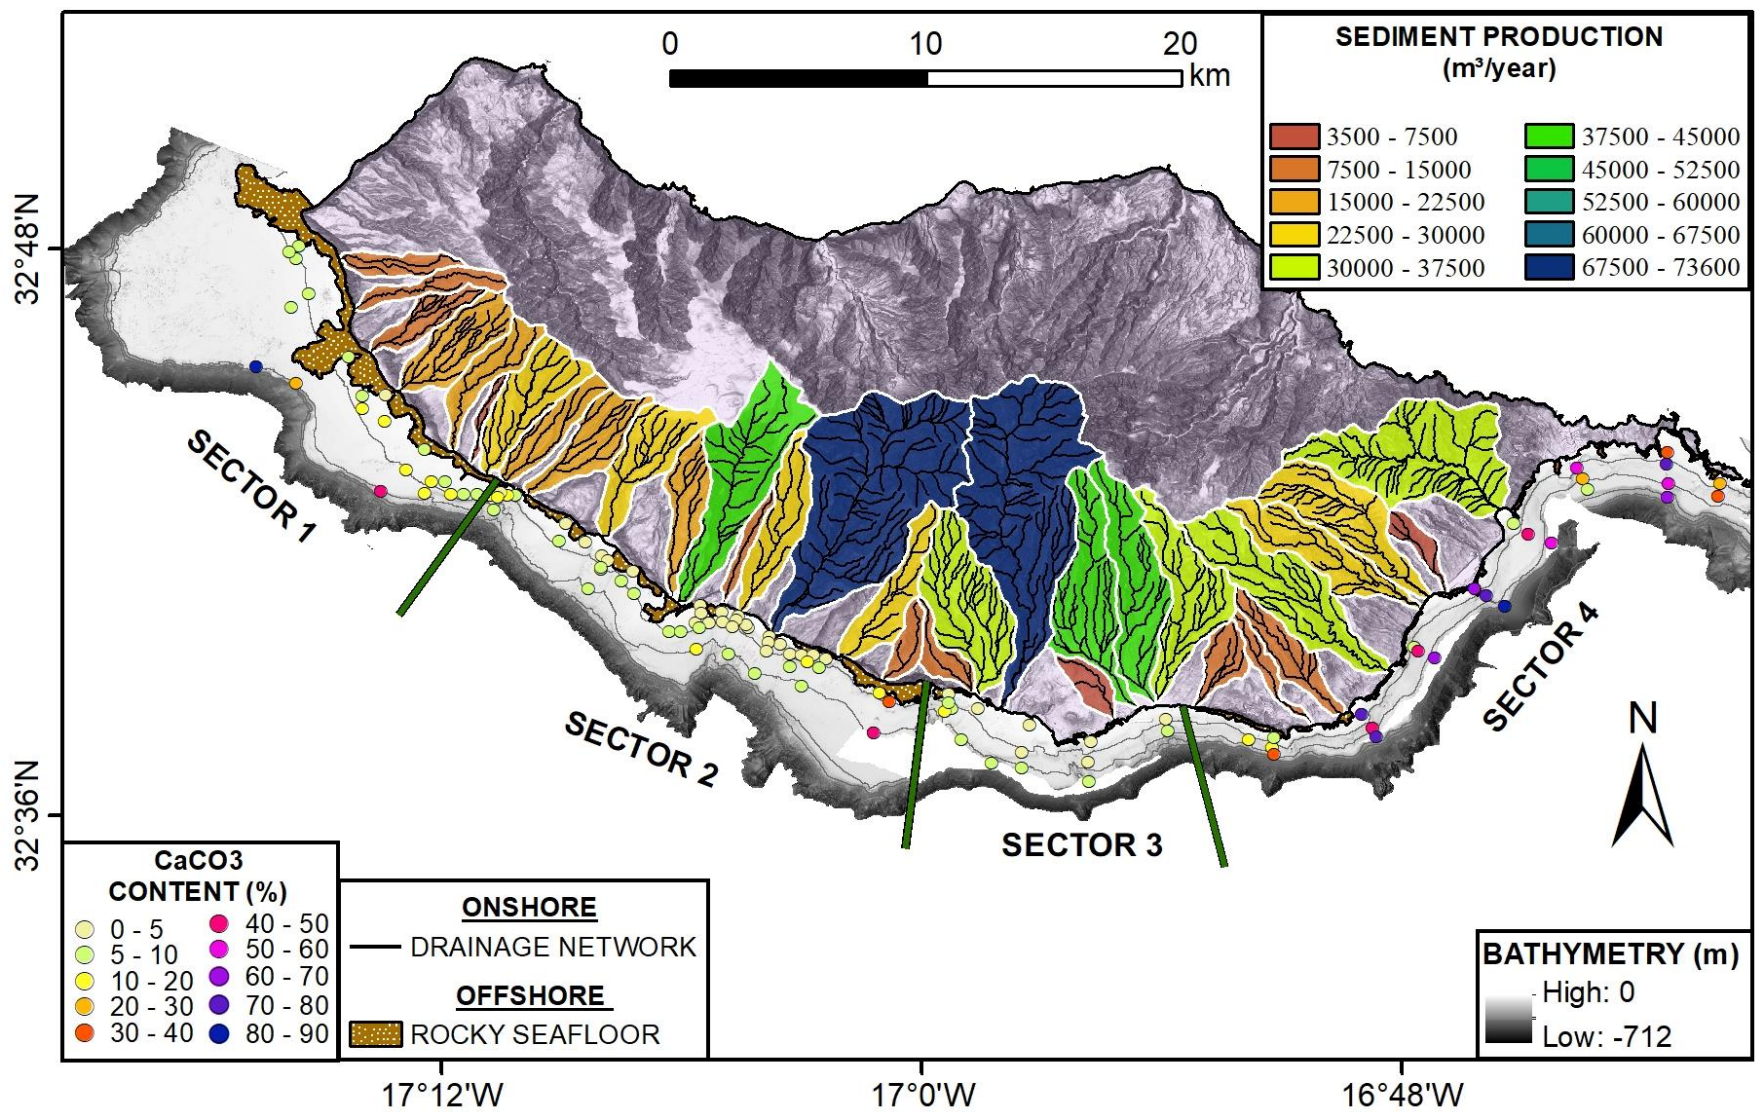 0 10 20
km
SEDIMENT PRODUCTION
(m³/year)
3500 - 7500
7500 - 15000
15000 - 22500
22500 - 30000
30000 - 37500
37500 - 45000
45000 - 52500
52500 - 60000
60000 - 67500
67500 - 73600
32°48'N
32°36'N
SECTOR 1
SECTOR 2
SECTOR 3
SECTOR 4
N
CaCO3
CONTENT (%)
0 - 5
5 - 10
10 - 20
20 - 30
30 - 40
40 - 50
50 - 60
60 - 70
70 - 80
80 - 90
ONSHORE
DRAINAGE NETWORK
OFFSHORE
ROCKY SEAFLOOR
BATHYMETRY (m)
High: 0
Low: -712
17°12'W 17°0'W 16°48'W